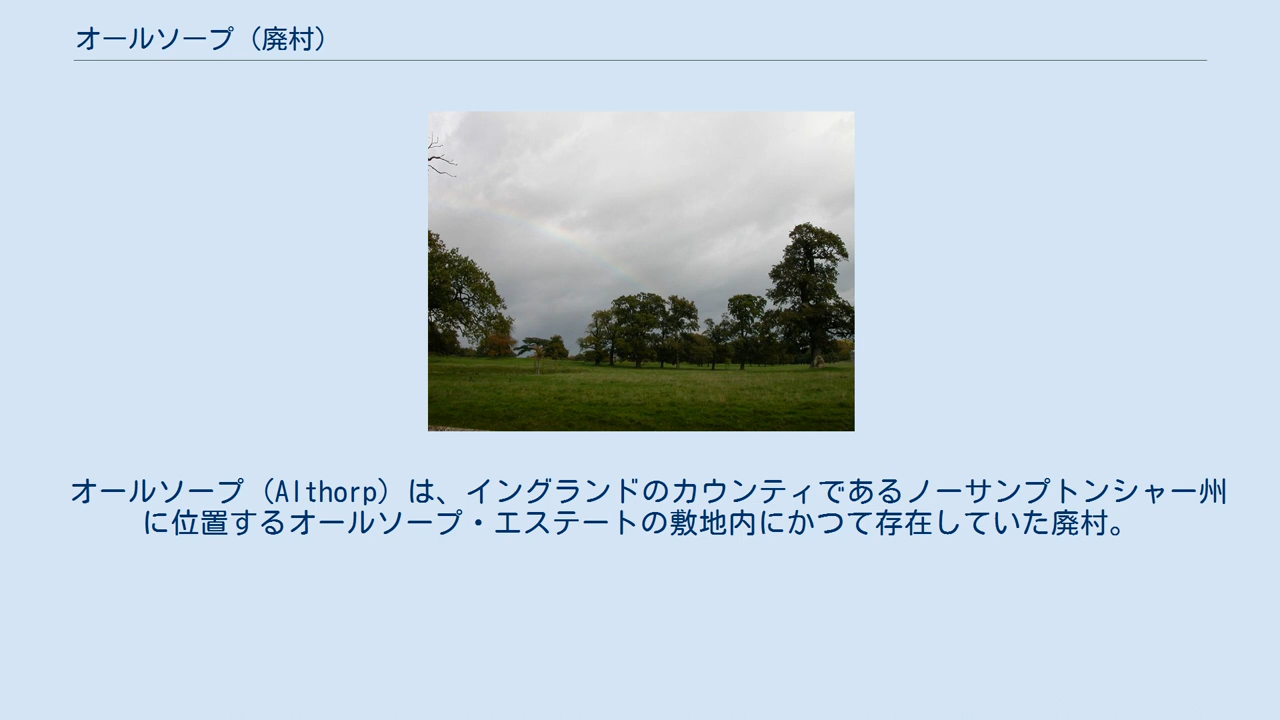 オールソープ（廃村）
オールソープ（Althorp）は、イングランドのカウンティであるノーサンプトンシャー州
に位置するオールソープ・エステートの敷地内にかつて存在していた廃村。